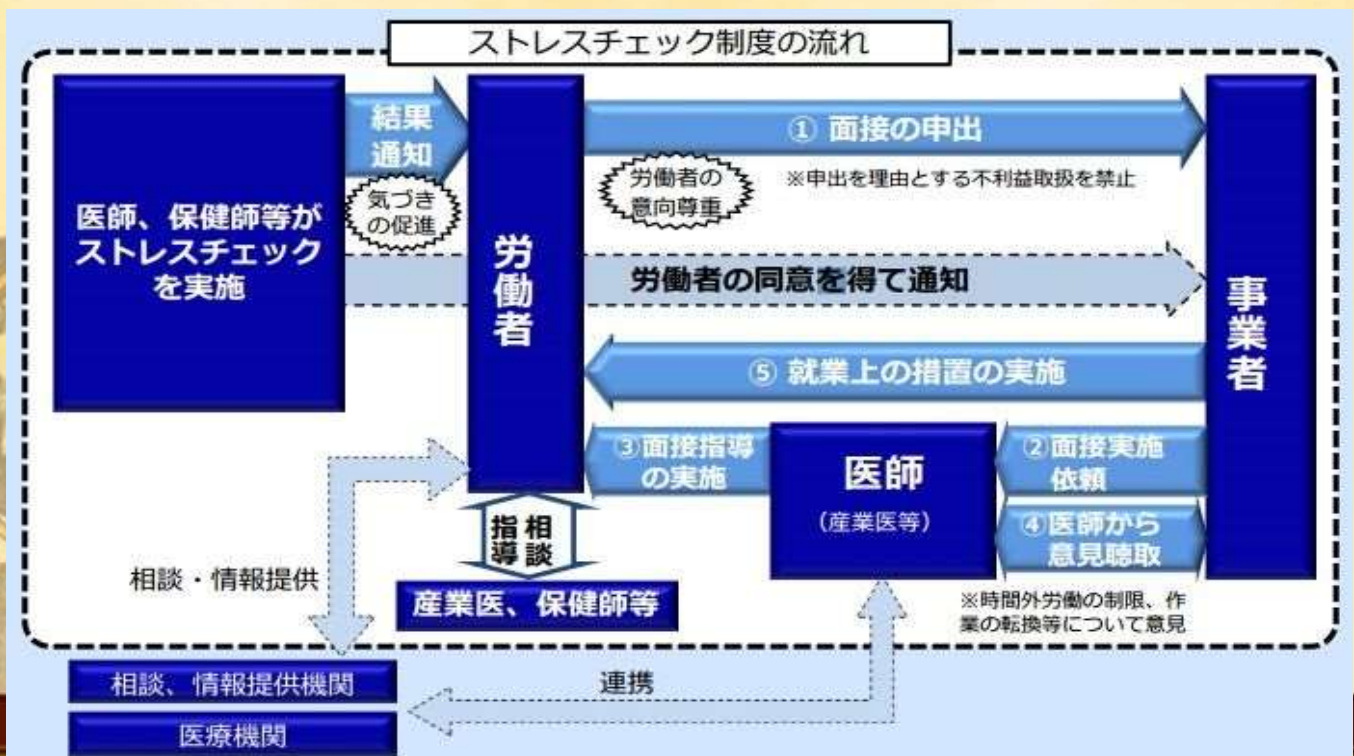 ストレスチェック制度の流れ
医師、保健師等が
ストレスチェック
を実施
結果
通知
気づき
の促進
労働者
① 面接の申出
労働者の
意向尊重
※申出を理由とする不利益取扱を禁止
労働者の同意を得て通知
事業者
⑤ 就業上の措置の実施
③面接指導
の実施
医師
（産業医等）
②面接実施
依頼
④医師から
意見聴取
※時間外労働の制限、作
業の転換等について意見
相談
指導
産業医、保健師等
相談・情報提供
相談、情報提供機関
医療機関
連携